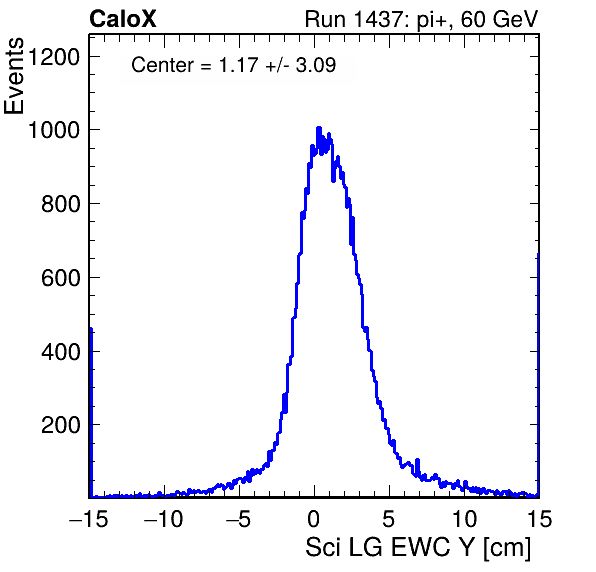 CaloX Run 1437: pi+, 60 GeV
Center = 1.17 +/- 3.09
Events
1200
1000
800
600
400
200
−15 −10 −5 0 5 10 15
Sci LG EWC Y [cm]